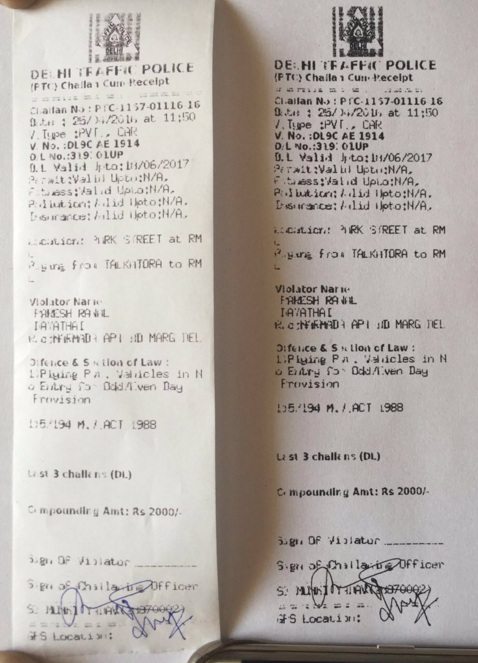 DELHI TRAFFIC POLICE
(PTC) Challan Cum Receipt
Challan No : PTC-1157-01116-16
Date : 25/04/2016 at 11:50
V.Type :PVT. CAR
V. No. :DL9C AE 1914
D.L Valid Upto:18/06/2017
Permit:Valid Upto:N/A,
Fitness:Valid Upto:N/A,
Pollution:Valid Upto:N/A,
Insurance:Valid Upto:N/A.
Location: PARK STREET at RM
L
Plying from TALKATORA to RM
L
Violator Name
MARG DEL
Offence & Section of Law :
1.Plying Pvt. Vehicles in N
o Entry for Odd/Even Day
Provision
115/194 M.V.ACT 1988
Last 3 challans (DL)
Compounding Amt: Rs 2000/-
Sign Of Violator
Sign of Challaning Officer
GPS Location:
DELHI TRAFFIC POLICE
(PTC) Challan Cum Receipt
Challan No : PTC-1157-01116-16
Date : 25/04/2016 at 11:50
V.Type :PVT. CAR
V. No. :DL9C AE 1914
D.L Valid Upto:18/06/2017
Permit:Valid Upto:N/A,
Fitness:Valid Upto:N/A,
Pollution:Valid Upto:N/A,
Insurance:Valid Upto:N/A.
Location: PARK STREET at RM
L
Plying from TALKATORA to RM
L
Violator Name
MARG DEL
Offence & Section of Law :
1.Plying Pvt. Vehicles in N
o Entry for Odd/Even Day
Provision
115/194 M.V.ACT 1988
Last 3 challans (DL)
Compounding Amt: Rs 2000/-
Sign Of Violator
Sign of Challaning Officer
GPS Location: